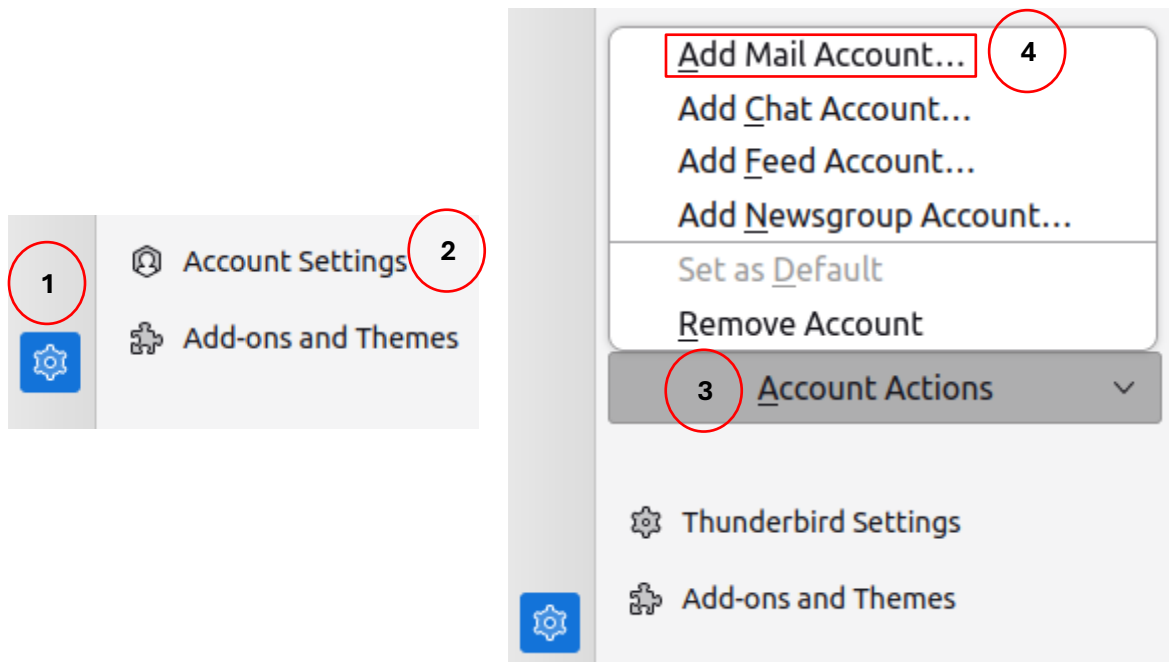 1
Account Settings
2
Add-ons and Themes
Add Mail Account...
4
Add Chat Account...
Add Feed Account...
Add Newsgroup Account...
Set as Default
Remove Account
3
Account Actions
Thunderbird Settings
Add-ons and Themes